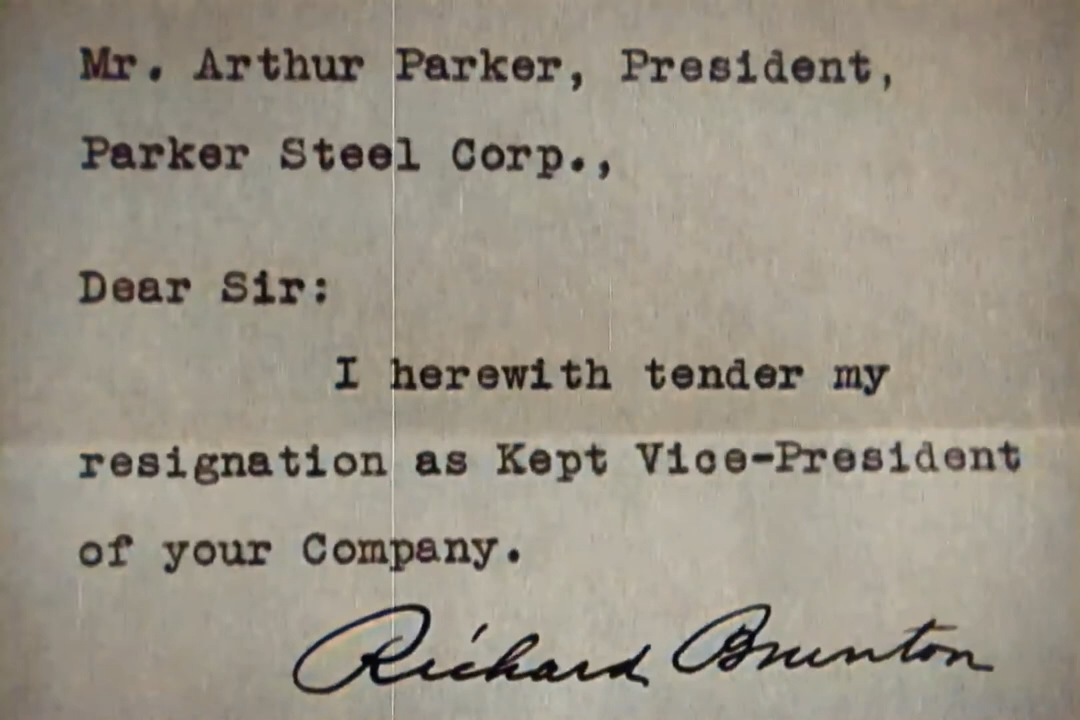 Mr. Arthur Parker, President,
Parker Steel Corp.,
Dear Sir:
I herewith tender my
resignation as Kept Vice-President
of your Company.
Richard Brunton